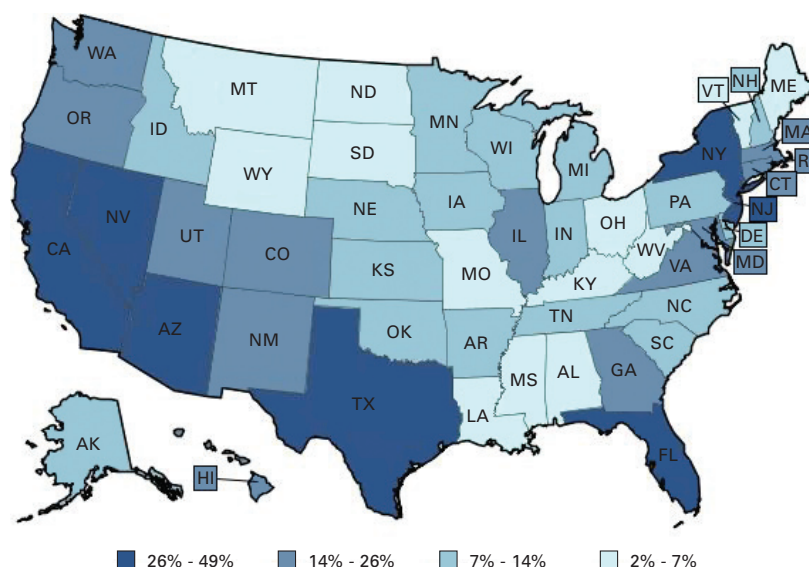 WA
MT
ND
MN
VT
NH
ME
OR
ID
SD
WI
MI
NY
MA
R
WY
CT
NV
NE
IA
PA
NJ
CA
UT
CO
IL
IN
OH
DE
WV
MD
KS
MO
KY
VA
AZ
NM
OK
AR
TN
NC
SC
TX
LA
MS
AL
GA
AK
HI
FL
26% - 49%
14% - 26%
7% - 14%
2% - 7%